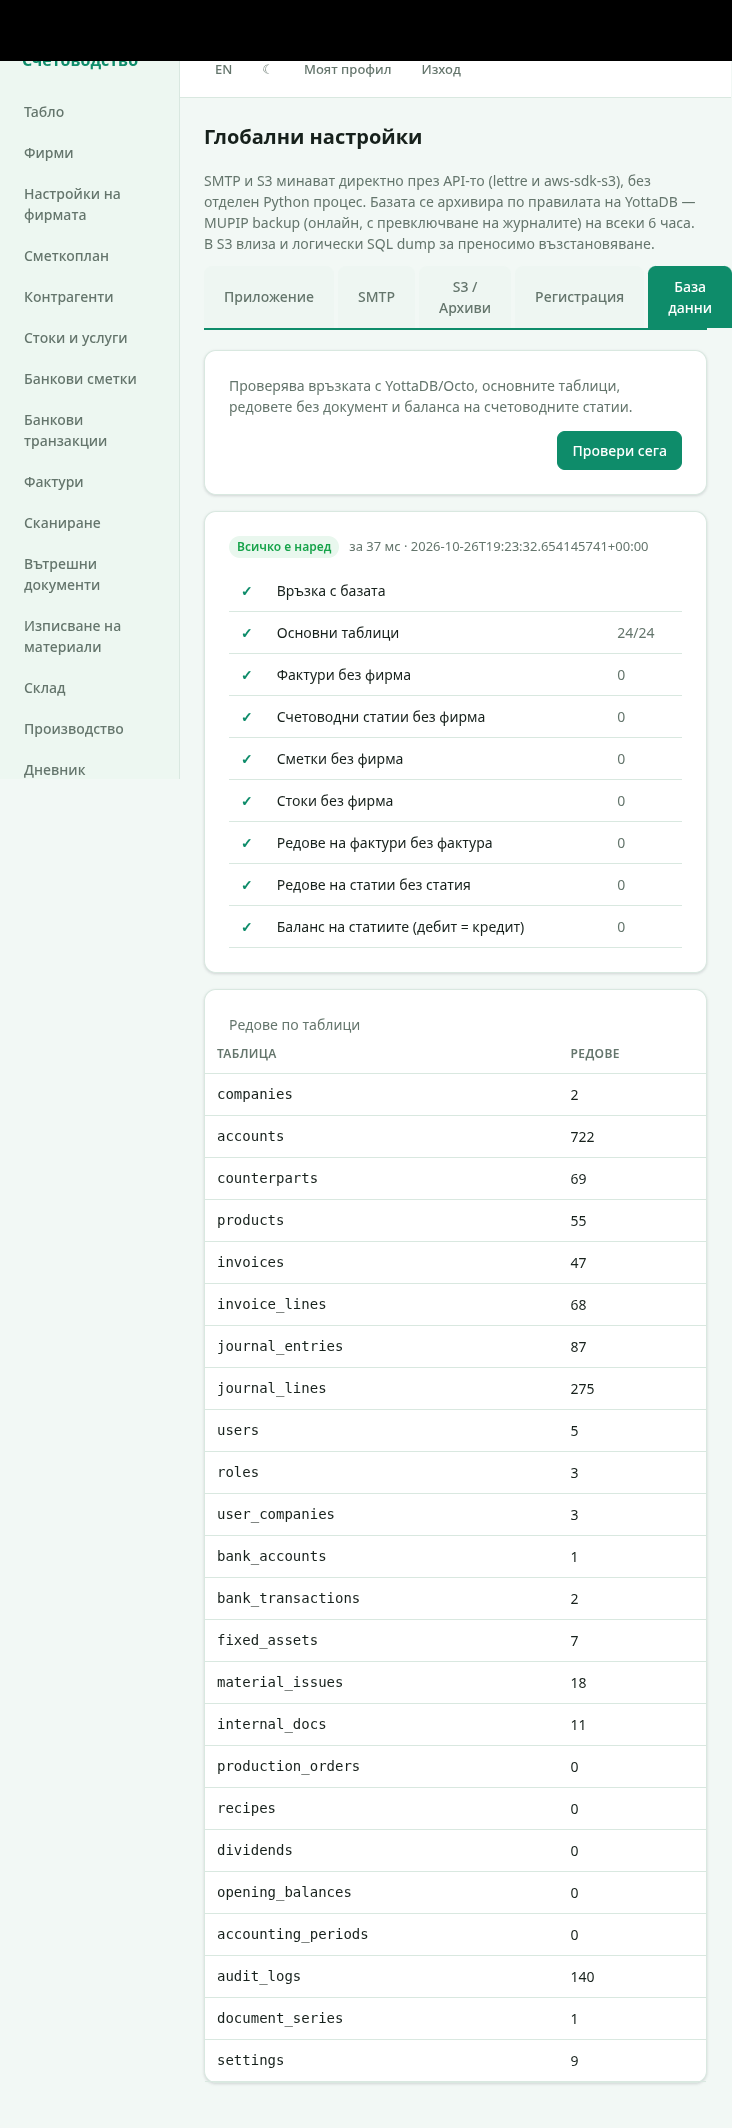 Счетоводство
Табло
Фирми
Настройки на
фирмата
Сметкоплан
Контрагенти
Стоки и услуги
Банкови сметки
Банкови
транзакции
Фактури
Сканиране
Вътрешни
документи
Изписване на
материали
Склад
Производство
Дневник
EN ☾ Моят профил Изход
Глобални настройки
SMTP и S3 минават директно през API-то (lettre и aws-sdk-s3), без
отделен Python процес. Базата се архивира по правилата на YottaDB —
MUPIP backup (онлайн, с превключване на журналите) на всеки 6 часа.
В S3 влиза и логически SQL dump за преносимо възстановяване.
Приложение
SMTP
S3 /
Архиви
Регистрация
База
данни
Проверява връзката с YottaDB/Octo, основните таблици,
редовете без документ и баланса на счетоводните статии.
Провери сега
Всичко е наред за 37 мс · 2026-10-26T19:23:32.654145741+00:00
✓ Връзка с базата
✓ Основни таблици 24/24
✓ Фактури без фирма 0
✓ Счетоводни статии без фирма 0
✓ Сметки без фирма 0
✓ Стоки без фирма 0
✓ Редове на фактури без фактура 0
✓ Редове на статии без статия 0
✓ Баланс на статиите (дебит = кредит) 0
Редове по таблици
ТАБЛИЦА РЕДОВЕ
companies 2
accounts 722
counterparts 69
products 55
invoices 47
invoice_lines 68
journal_entries 87
journal_lines 275
users 5
roles 3
user_companies 3
bank_accounts 1
bank_transactions 2
fixed_assets 7
material_issues 18
internal_docs 11
production_orders 0
recipes 0
dividends 0
opening_balances 0
accounting_periods 0
audit_logs 140
document_series 1
settings 9